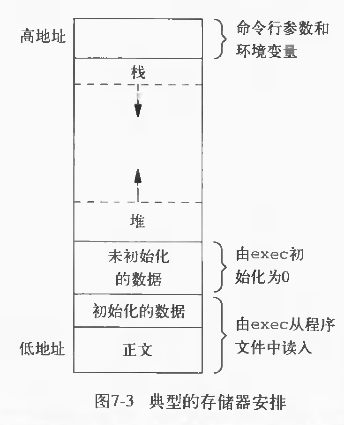 高地址
命令行参数和
环境变量
栈
堆
未初始化
的数据
由exec初
始化为0
初始化的数据
由exec从程序
文件中读入
低地址
正文
图7-3 典型的存储器安排